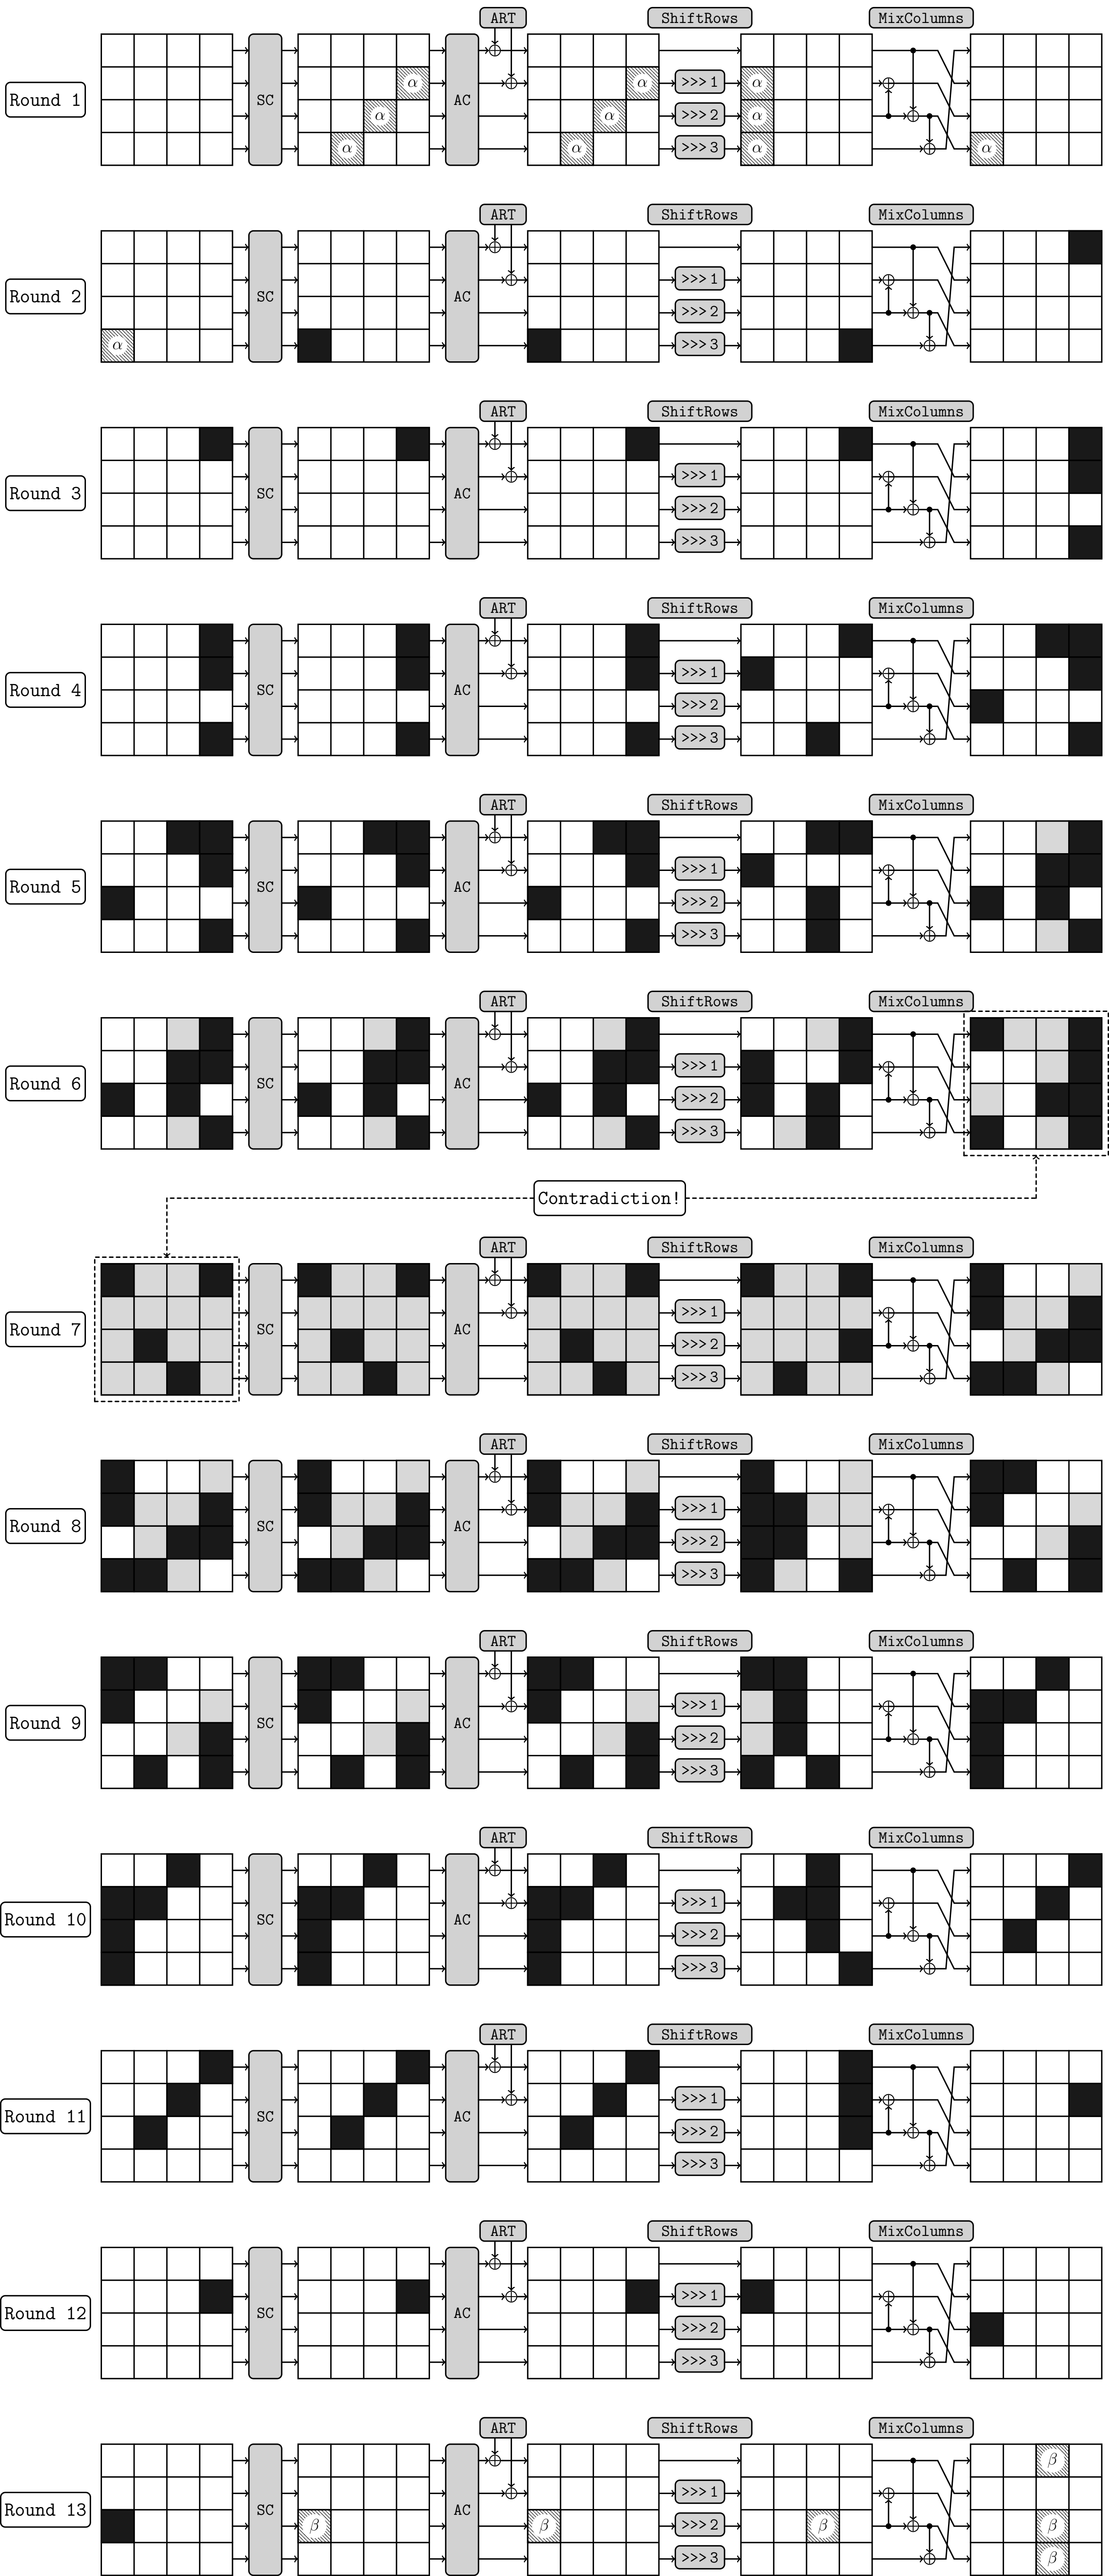 ART ShiftRows MixColumns
Round 1 SC α α α AC α α α >>> 1 >>> 2 >>> 3 α α α α
ART ShiftRows MixColumns
Round 2 α SC AC >>> 1 >>> 2 >>> 3
ART ShiftRows MixColumns
Round 3 SC AC >>> 1 >>> 2 >>> 3
ART ShiftRows MixColumns
Round 4 SC AC >>> 1 >>> 2 >>> 3
ART ShiftRows MixColumns
Round 5 SC AC >>> 1 >>> 2 >>> 3
ART ShiftRows MixColumns
Round 6 SC AC >>> 1 >>> 2 >>> 3
Contradiction!
ART ShiftRows MixColumns
Round 7 SC AC >>> 1 >>> 2 >>> 3
ART ShiftRows MixColumns
Round 8 SC AC >>> 1 >>> 2 >>> 3
ART ShiftRows MixColumns
Round 9 SC AC >>> 1 >>> 2 >>> 3
ART ShiftRows MixColumns
Round 10 SC AC >>> 1 >>> 2 >>> 3
ART ShiftRows MixColumns
Round 11 SC AC >>> 1 >>> 2 >>> 3
ART ShiftRows MixColumns
Round 12 SC AC >>> 1 >>> 2 >>> 3
ART ShiftRows MixColumns
Round 13 SC β AC β >>> 1 >>> 2 >>> 3 β β β β